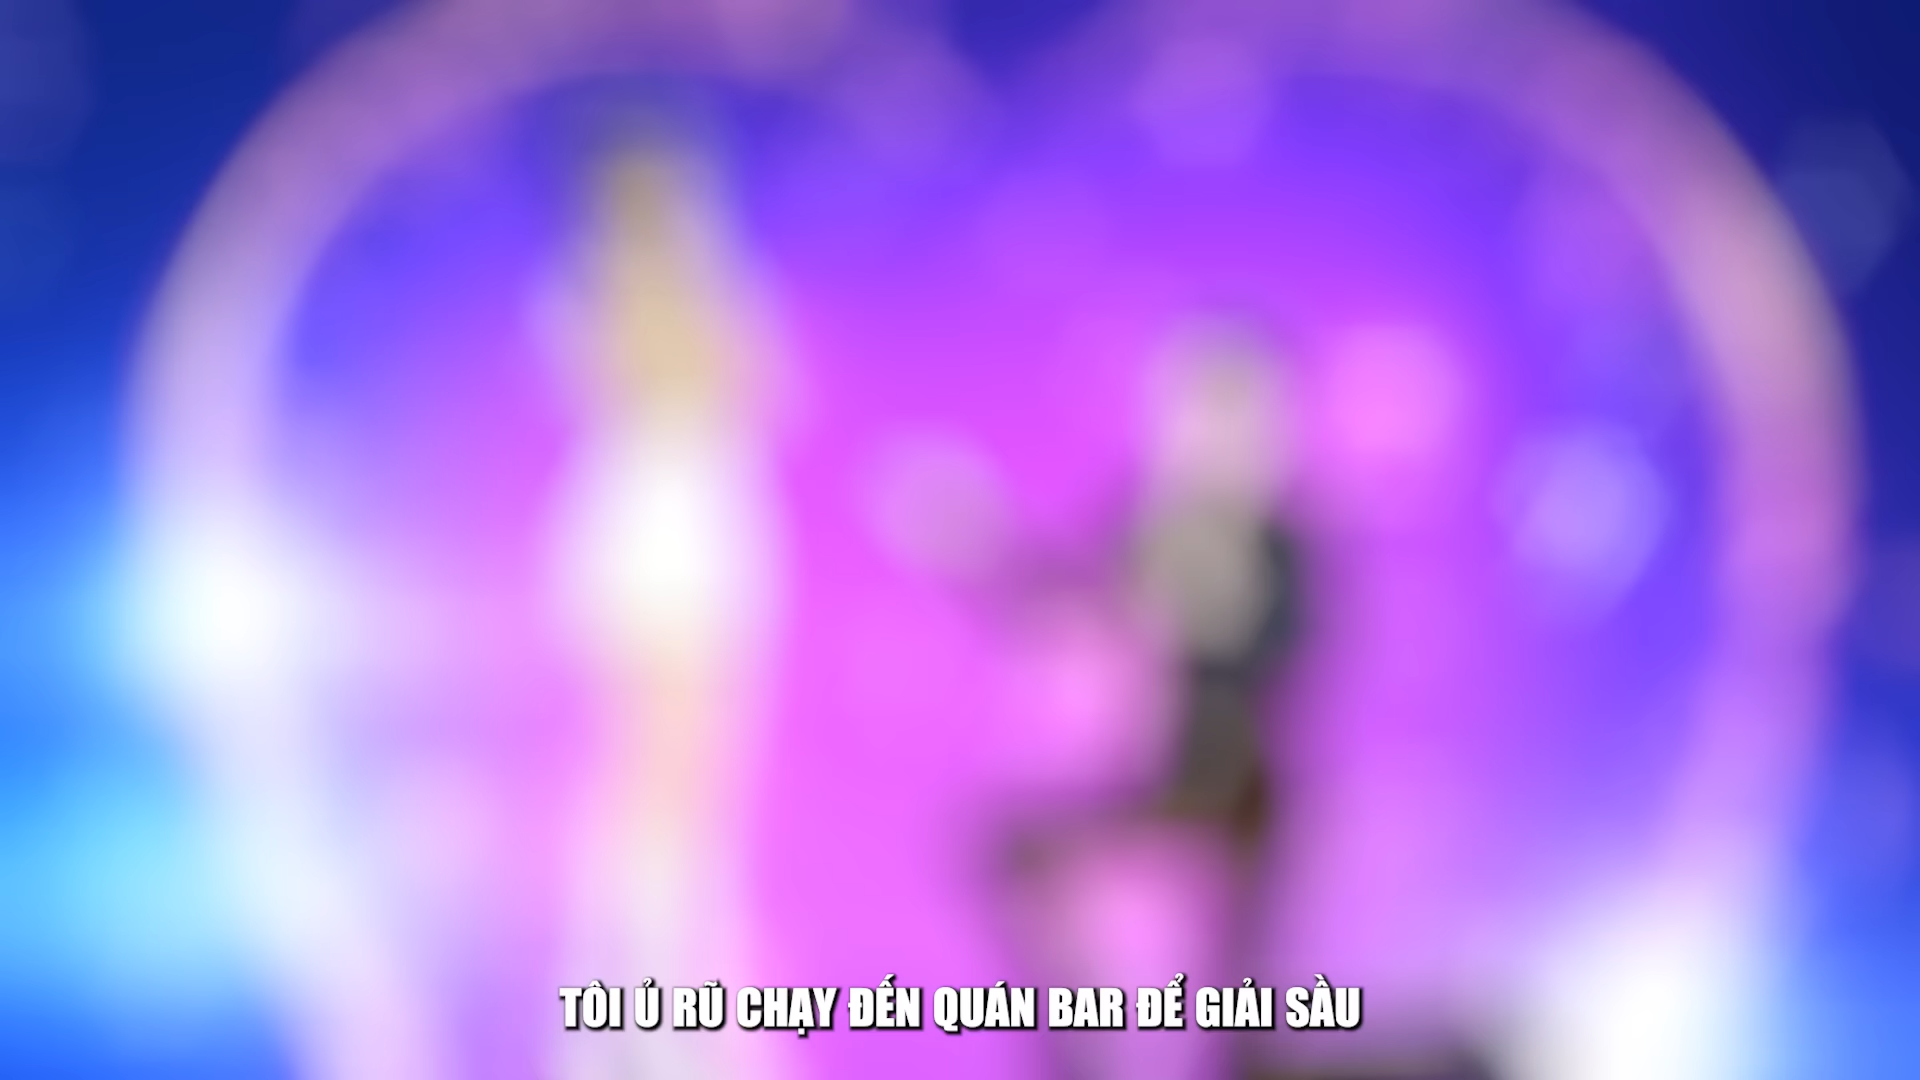 TÔI Ủ RŨ CHẠY ĐẾN QUÁN BAR ĐỂ GIẢI SẦU